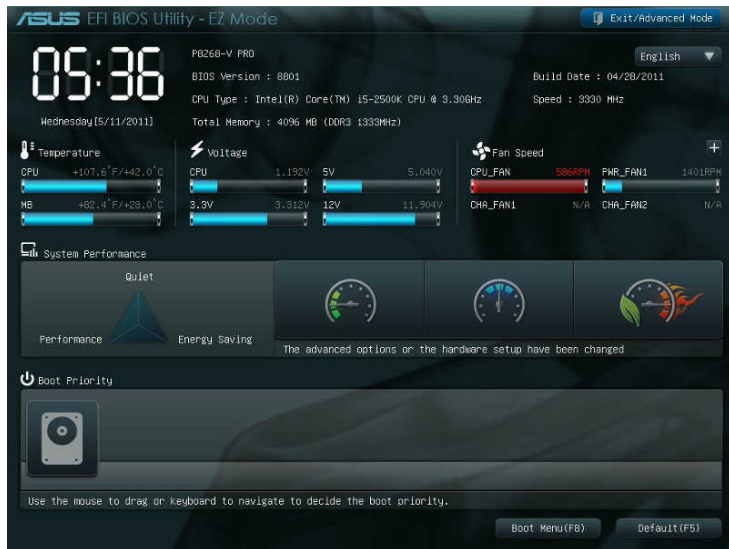 ASUS EFI BIOS Utility - EZ Mode
Exit/Advanced Mode
05:36
Wednesday[5/11/2011]
P8Z68-V PRO
English
BIOS Version : 8801
Build Date : 04/28/2011
CPU Type : Intel(R) Core(TM) i5-2500K CPU @ 3.30GHz
Speed : 3330 MHz
Total Memory : 4096 MB (DDR3 1333MHz)
Temperature
CPU +107.6°F/+42.0°C
MB +82.4°F/+28.0°C
Voltage
CPU 1.192V 5V 5.040V
3.3V 3.312V 12V 11.904V
Fan Speed
CPU_FAN 586RPM PWR_FAN1 1401RPM
CHA_FAN1 N/A CHA_FAN2 N/A
System Performance
Quiet
Performance
Energy Saving
The advanced options or the hardware setup have been changed
Boot Priority
Use the mouse to drag or keyboard to navigate to decide the boot priority.
Boot Menu(F8)
Default(F5)